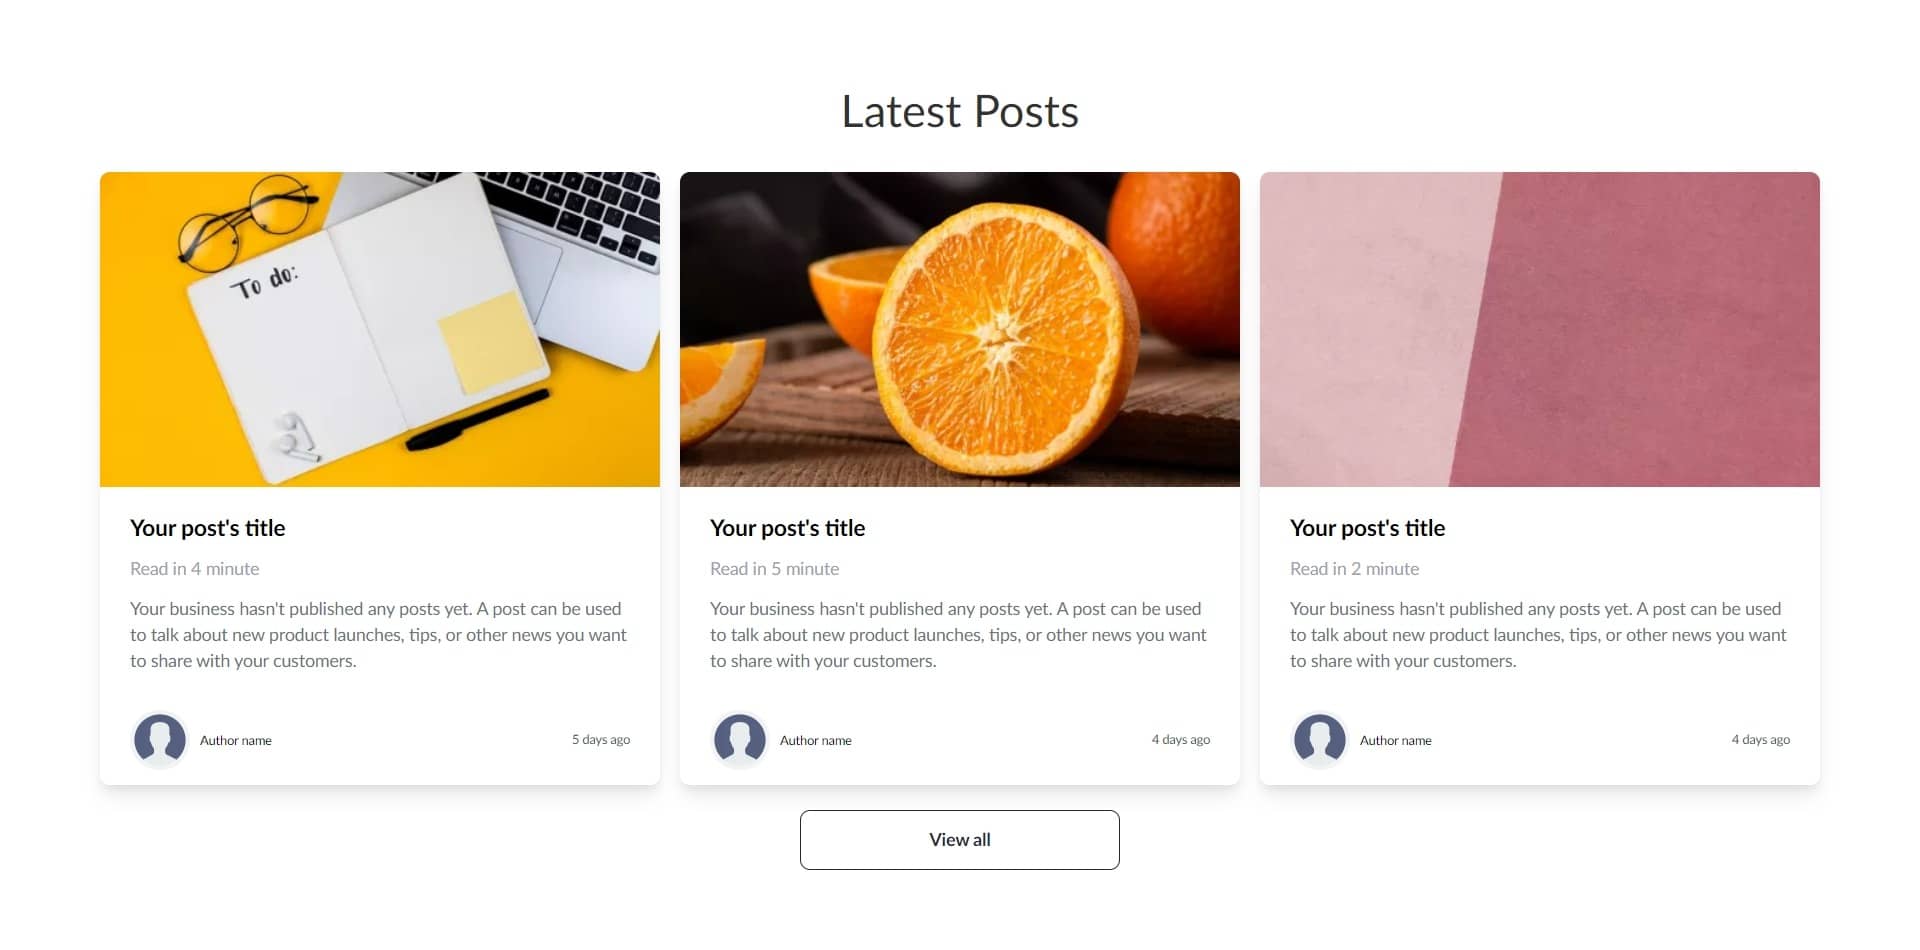 Latest Posts
To do:
Your post's title
Read in 4 minute
Your business hasn't published any posts yet. A post can be used
to talk about new product launches, tips, or other news you want
to share with your customers.
Author name
5 days ago
Your post's title
Read in 5 minute
Your business hasn't published any posts yet. A post can be used
to talk about new product launches, tips, or other news you want
to share with your customers.
Author name
4 days ago
Your post's title
Read in 2 minute
Your business hasn't published any posts yet. A post can be used
to talk about new product launches, tips, or other news you want
to share with your customers.
Author name
4 days ago
View all